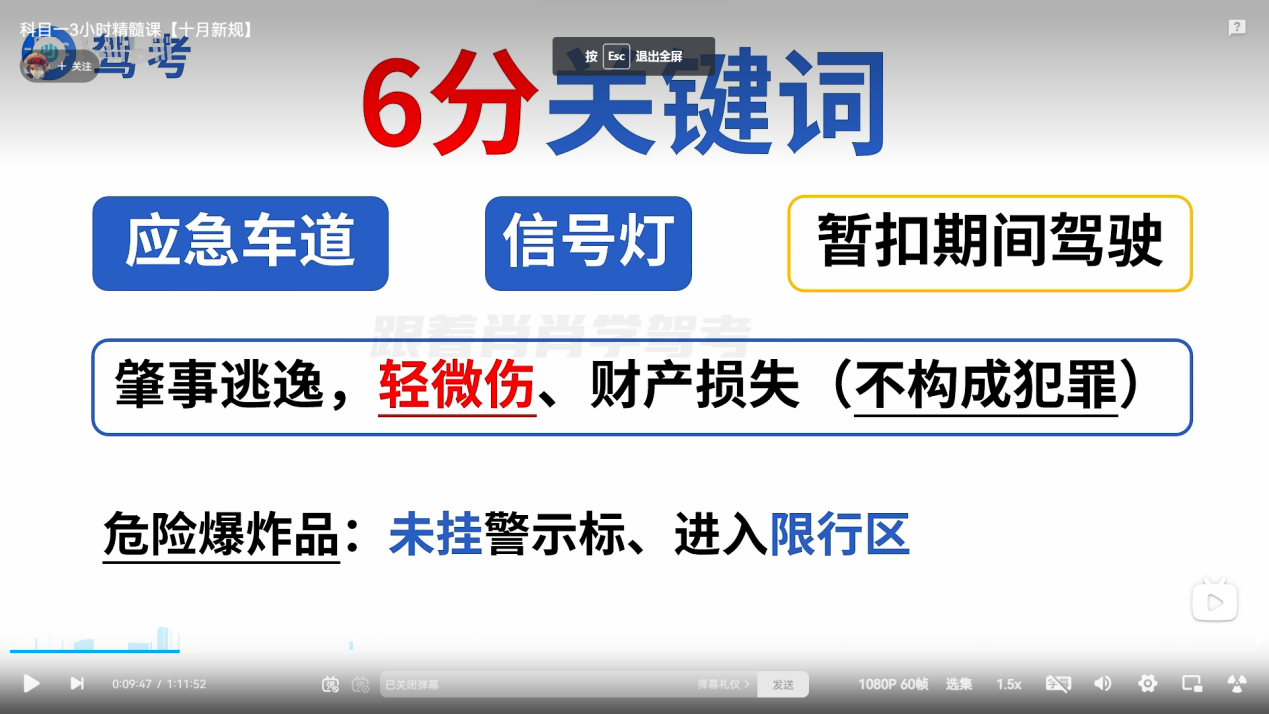 科目一3小时精髓课【十月新规】
驾考
+ 关注
按 Esc 退出全屏
6分关键词
应急车道
信号灯
暂扣期间驾驶
跟着肖肖学驾考
肇事逃逸，轻微伤、财产损失（不构成犯罪）
危险爆炸品：未挂警示标、进入限行区
0:09:47 / 1:11:52
已关闭弹幕
弹幕礼仪 >
发送
1080P 60帧
选集
1.5x